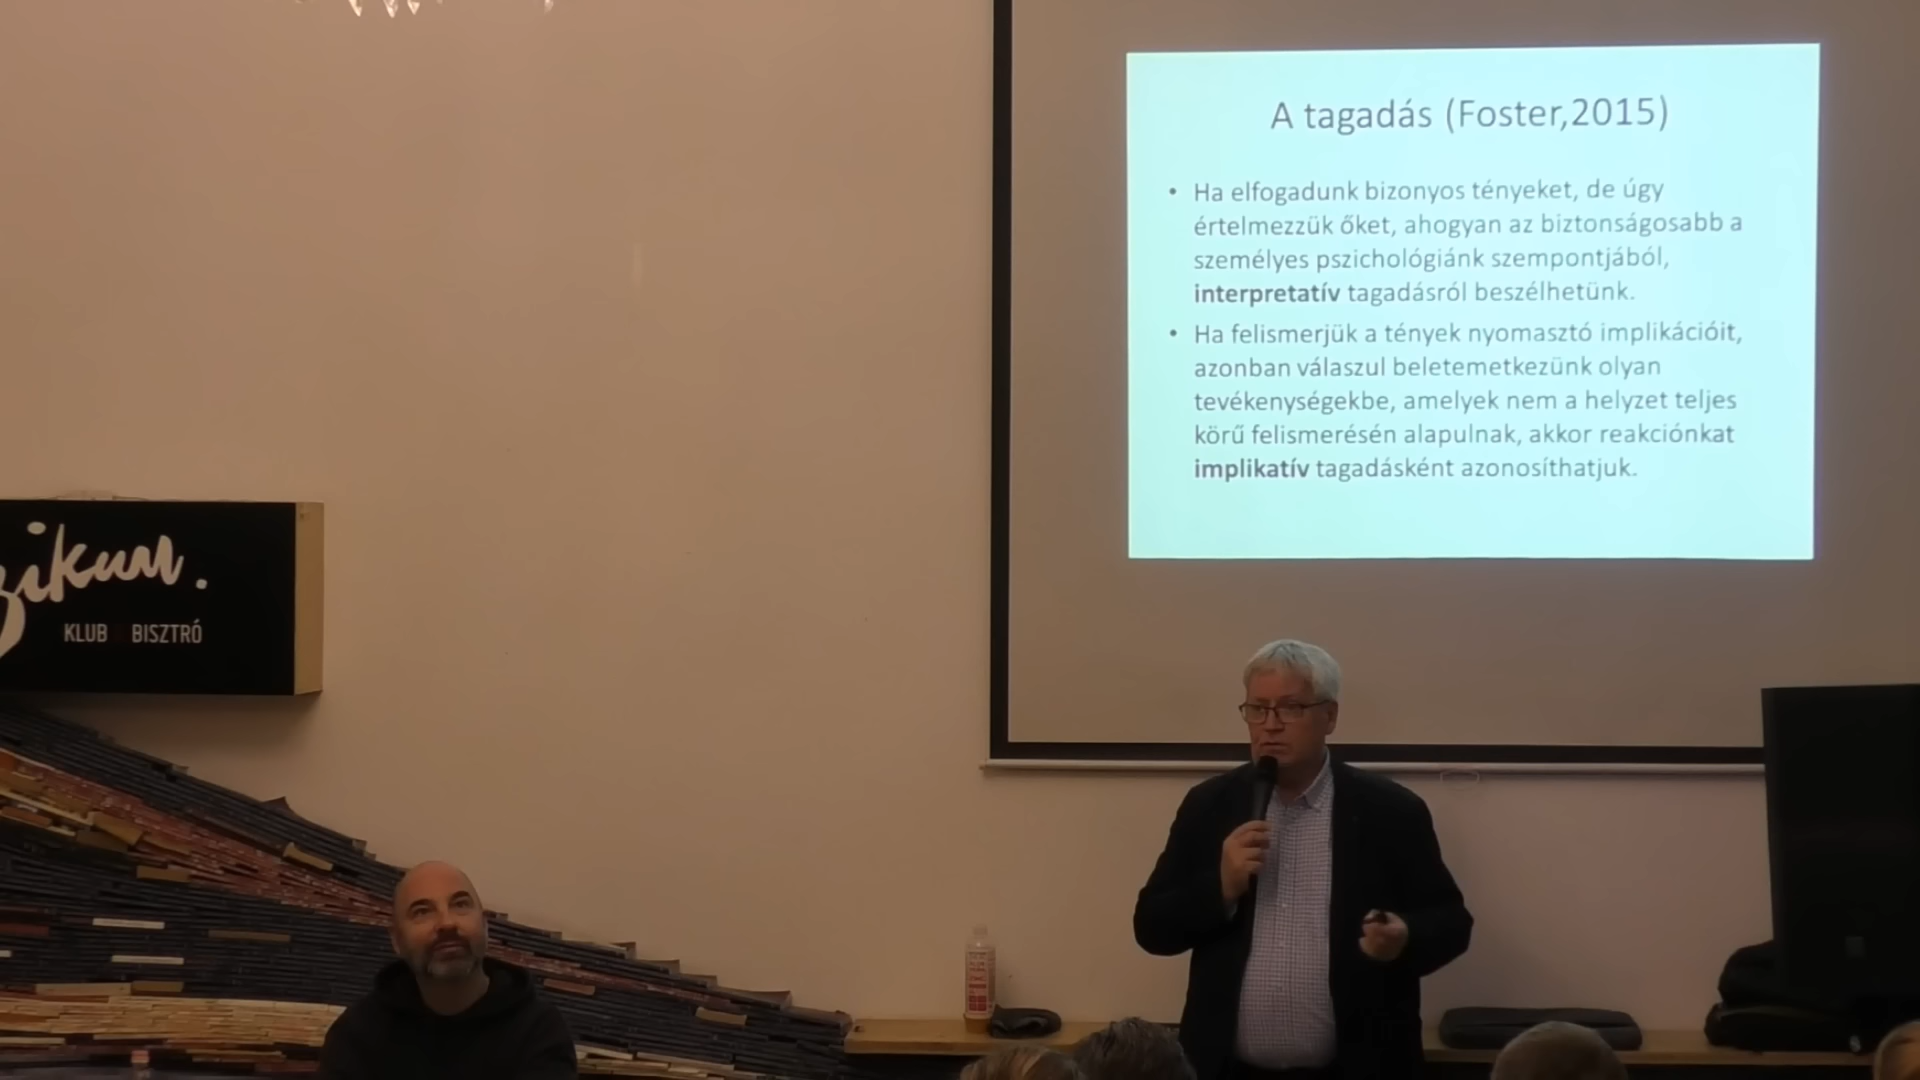 A tagadás (Foster,2015)
• Ha elfogadunk bizonyos tényeket, de úgy
értelmezzük őket, ahogyan az biztonságosabb a
személyes pszichológiánk szempontjából,
interpretatív tagadásról beszélhetünk.
• Ha felismerjük a tények nyomasztó implikációit,
azonban válaszul beletemetkezünk olyan
tevékenységekbe, amelyek nem a helyzet teljes
körű felismerésén alapulnak, akkor reakciónkat
implikatív tagadásként azonosíthatjuk.
zikum.
KLUB BISZTRÓ